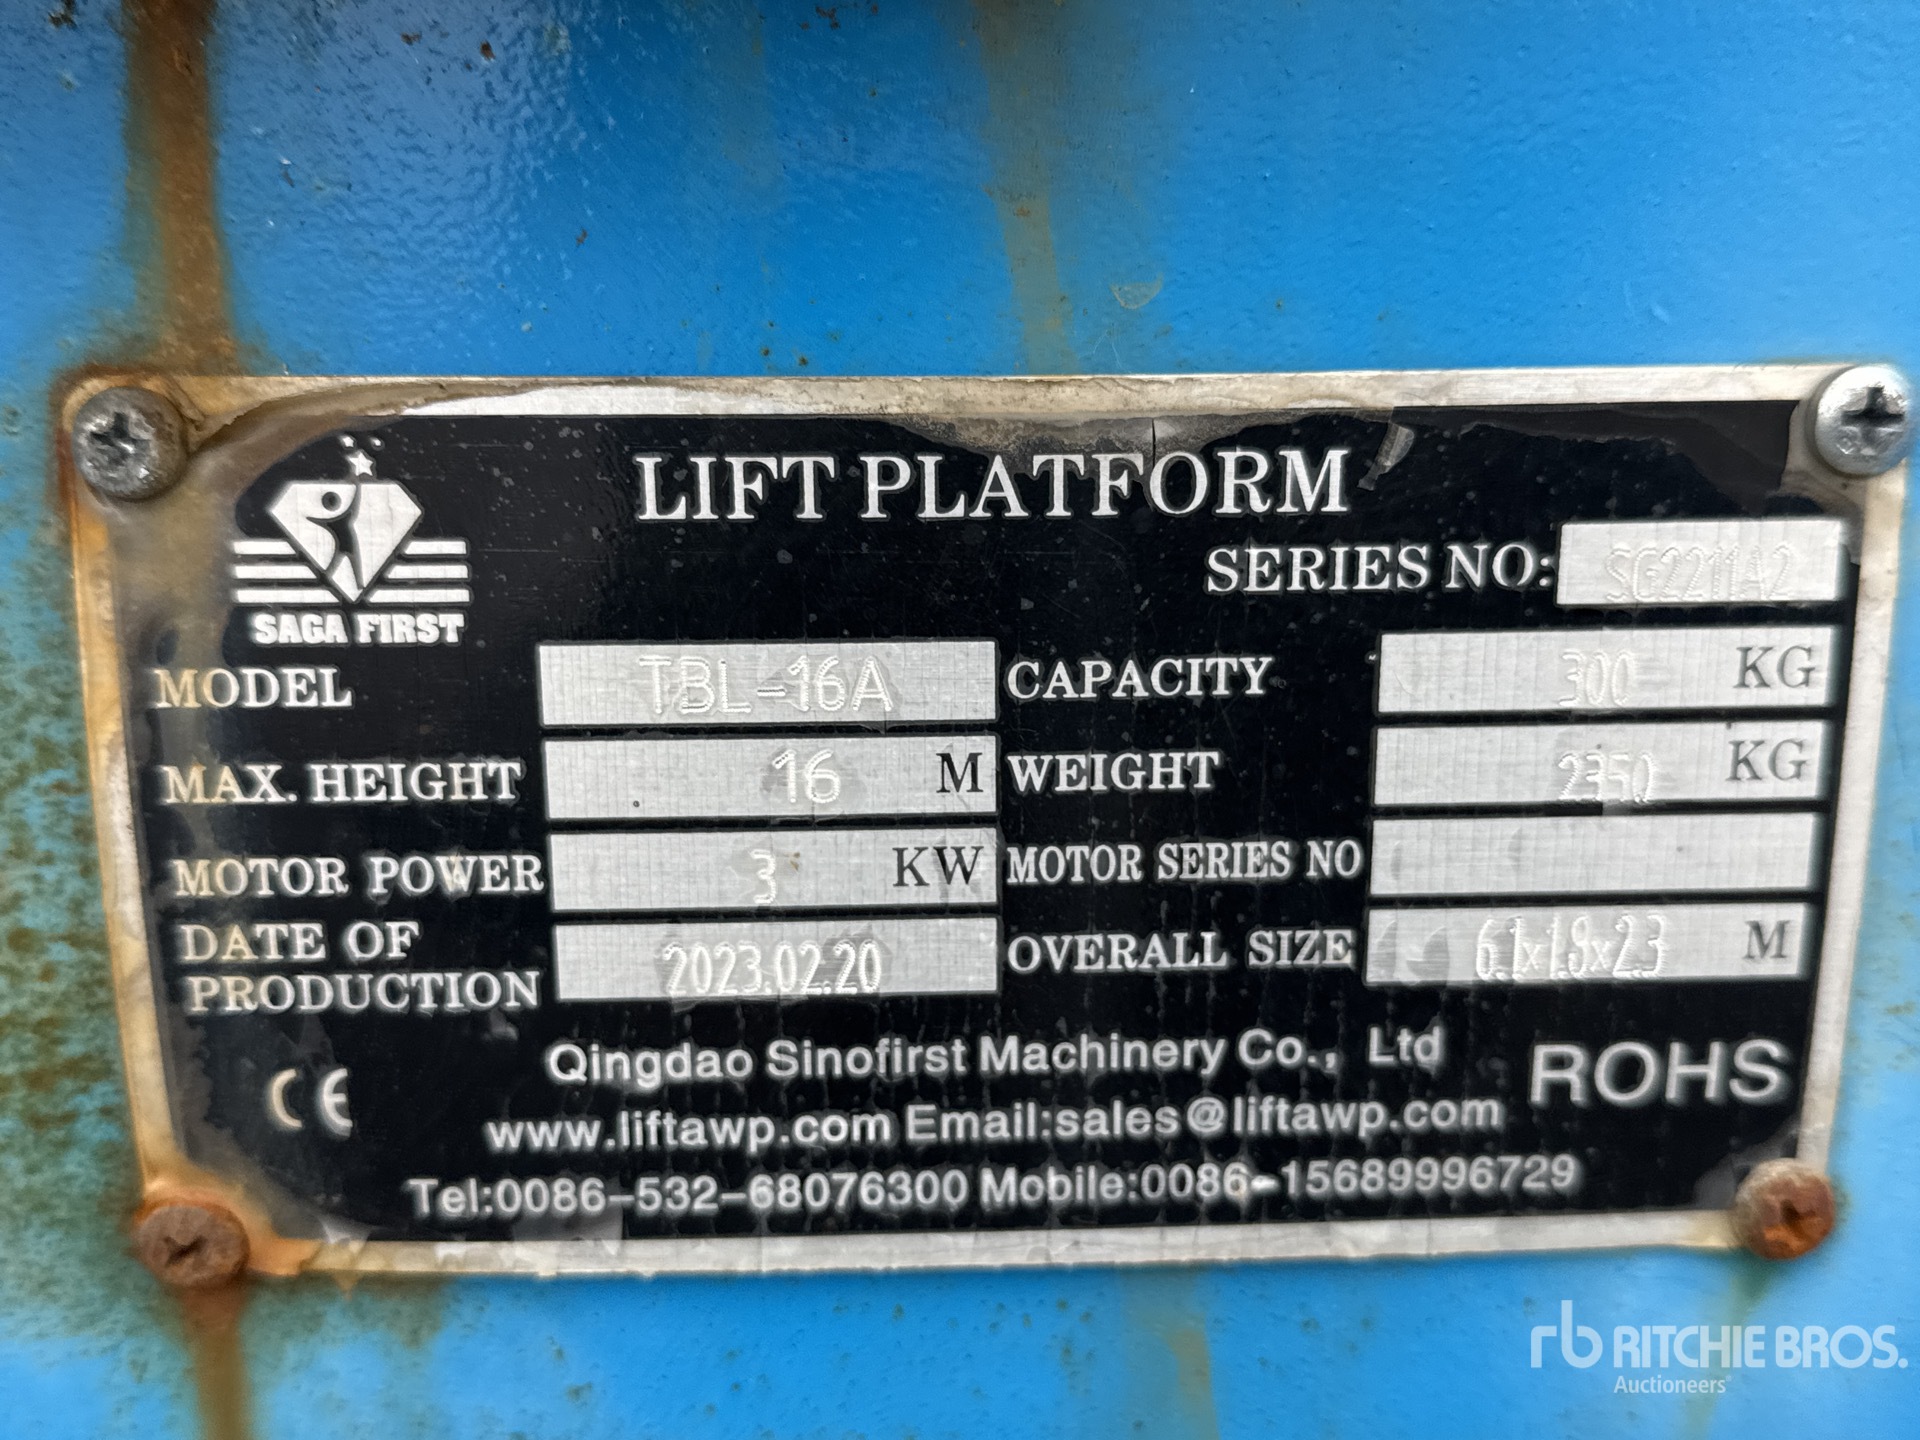 LIFT PLATFORM
SERIES NO: SG2211A2
SAGA FIRST
MODEL TBL-16A CAPACITY 300 KG
MAX. HEIGHT 16 M WEIGHT 2350 KG
MOTOR POWER 3 KW MOTOR SERIES NO
DATE OF PRODUCTION 2023.02.20 OVERALL SIZE 6.1x1.8x2.3 M
CE Qingdao Sinofirst Machinery Co., Ltd ROHS
www.liftawp.com Email:sales@liftawp.com
Tel:0086-532-68076300 Mobile:0086-15689996729
rb RITCHIE BROS.
Auctioneers